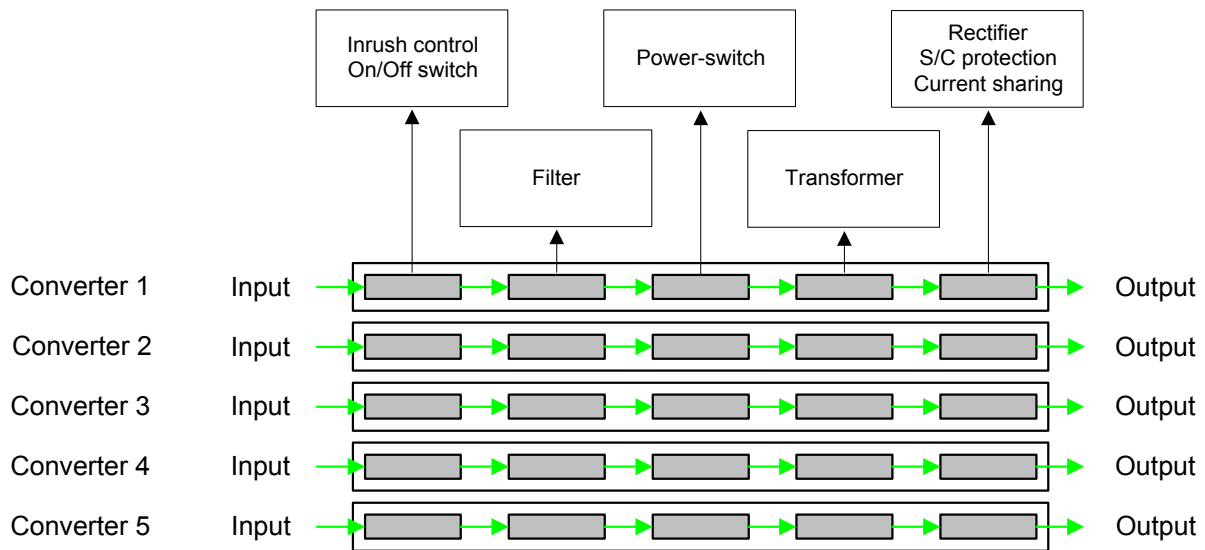 Inrush control
On/Off switch
Power-switch
Rectifier
S/C protection
Current sharing
Filter
Transformer
Converter 1 Input Output
Converter 2 Input Output
Converter 3 Input Output
Converter 4 Input Output
Converter 5 Input Output